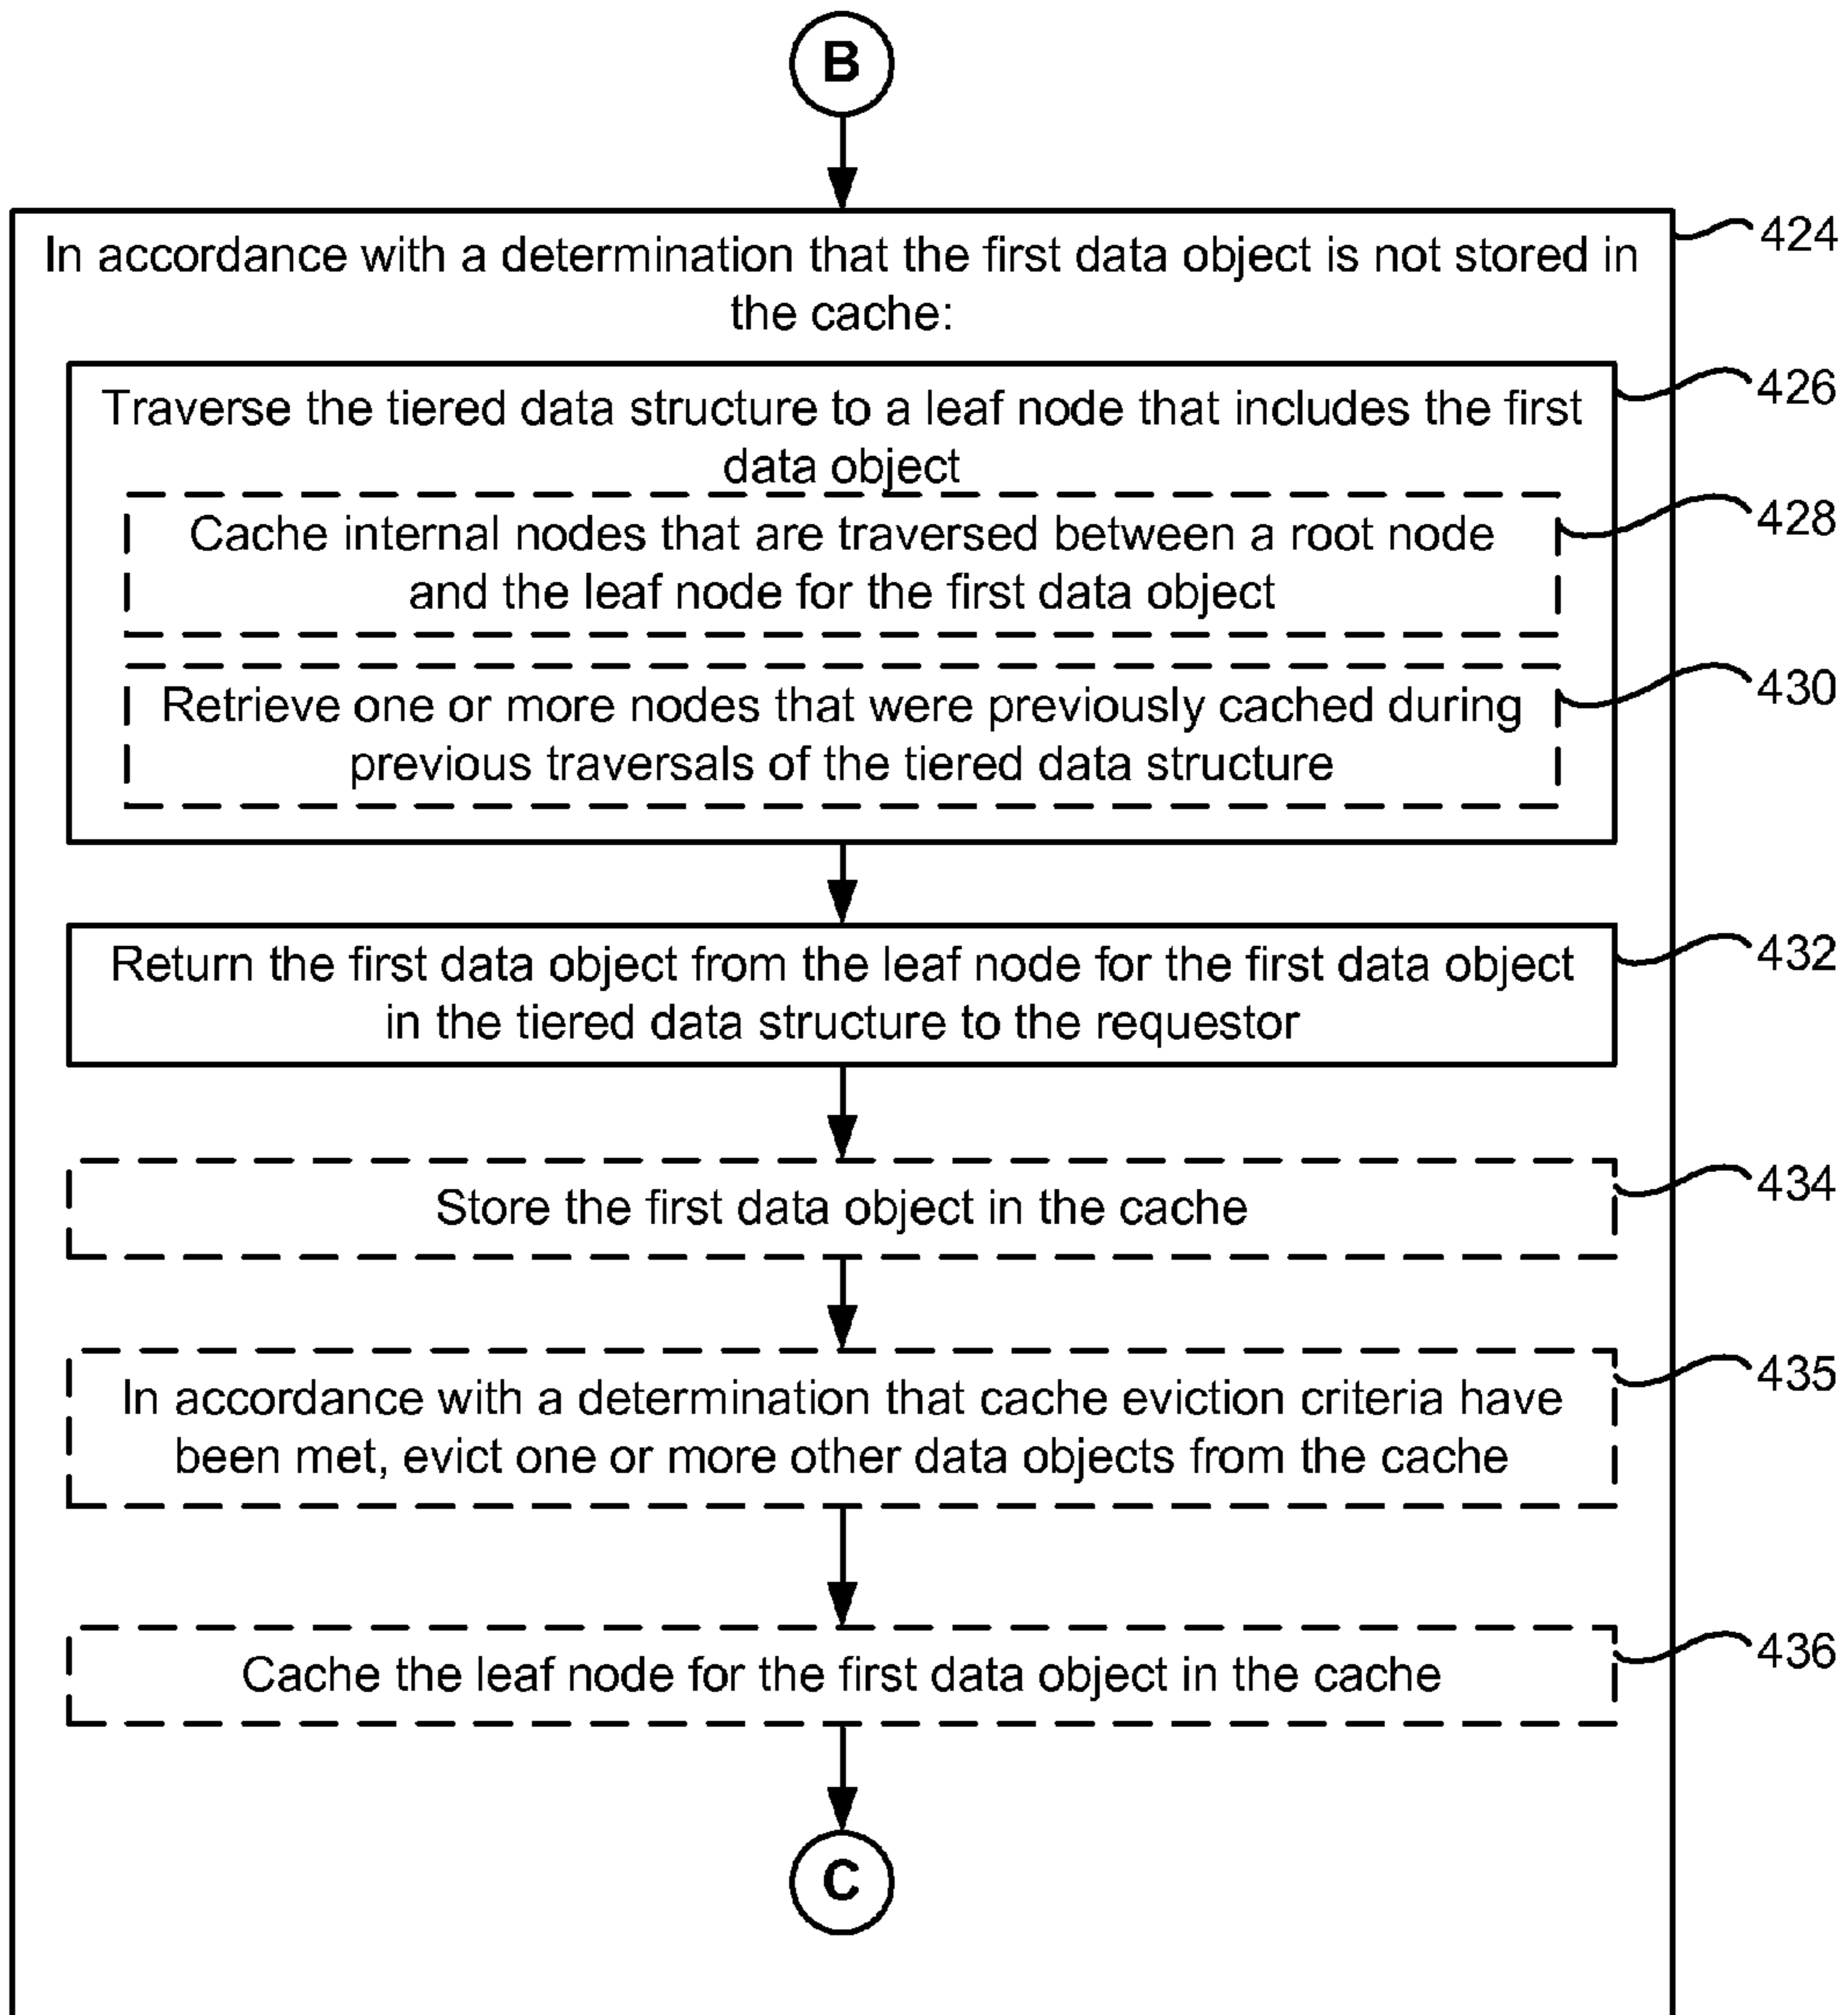 B
In accordance with a determination that the first data object is not stored in
the cache:
424
Traverse the tiered data structure to a leaf node that includes the first
data object
426
Cache internal nodes that are traversed between a root node
and the leaf node for the first data object
428
Retrieve one or more nodes that were previously cached during
previous traversals of the tiered data structure
430
Return the first data object from the leaf node for the first data object
in the tiered data structure to the requestor
432
Store the first data object in the cache
434
In accordance with a determination that cache eviction criteria have
been met, evict one or more other data objects from the cache
435
Cache the leaf node for the first data object in the cache
436
C